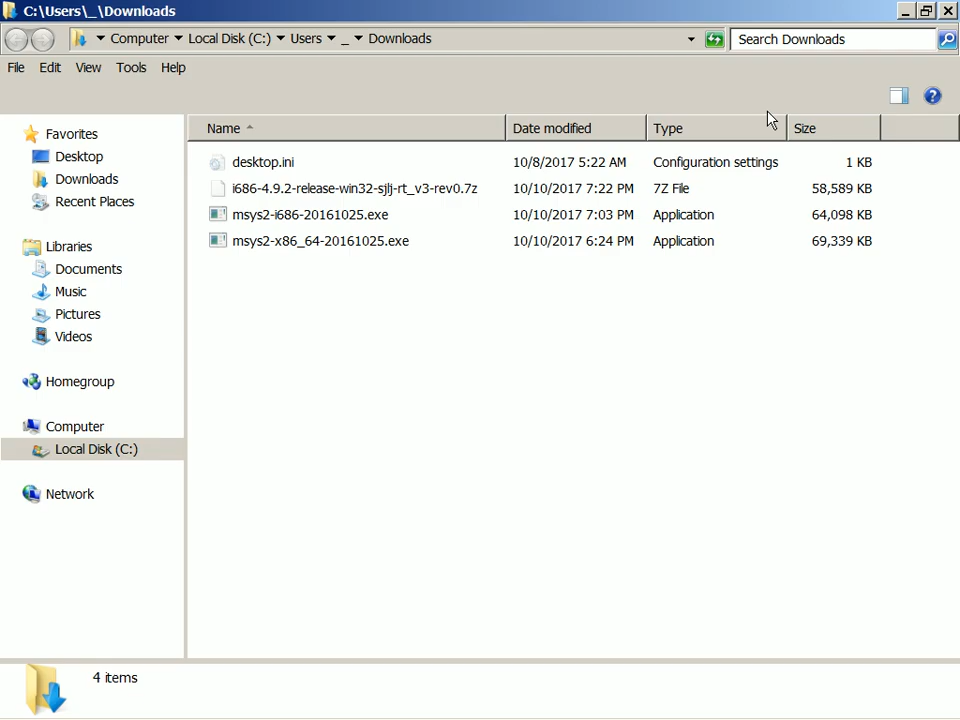 C:\Users\_\Downloads
Computer Local Disk (C:) Users _ Downloads
Search Downloads
File Edit View Tools Help
Name Date modified Type Size
desktop.ini 10/8/2017 5:22 AM Configuration settings 1 KB
i686-4.9.2-release-win32-sjlj-rt_v3-rev0.7z 10/10/2017 7:22 PM 7Z File 58,589 KB
msys2-i686-20161025.exe 10/10/2017 7:03 PM Application 64,098 KB
msys2-x86_64-20161025.exe 10/10/2017 6:24 PM Application 69,339 KB
Favorites
Desktop
Downloads
Recent Places
Libraries
Documents
Music
Pictures
Videos
Homegroup
Computer
Local Disk (C:)
Network
4 items